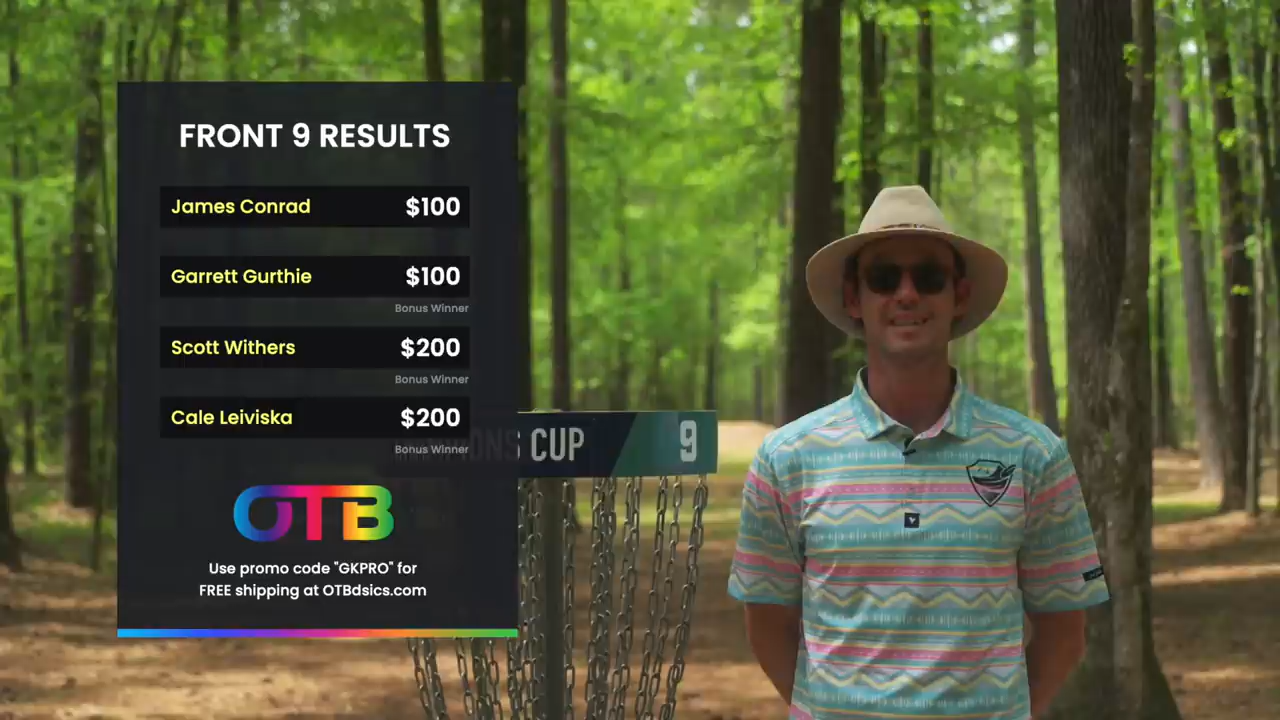 FRONT 9 RESULTS
James Conrad $100
Garrett Gurthie $100
Bonus Winner
Scott Withers $200
Bonus Winner
Cale Leiviska $200
Bonus Winner
CUP 9
OTB
Use promo code "GKPRO" for
FREE shipping at OTBdsics.com